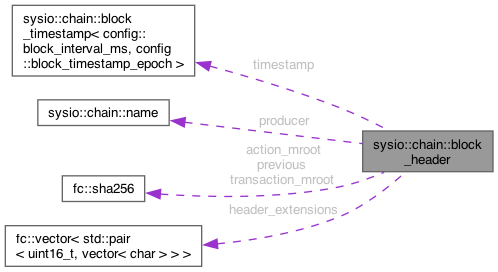 sysio::chain::block
_timestamp< config::
block_interval_ms, config
::block_timestamp_epoch >
timestamp
sysio::chain::name
producer
sysio::chain::block
_header
action_mroot
previous
transaction_mroot
fc::sha256
header_extensions
fc::vector< std::pair
< uint16_t, vector< char > > >